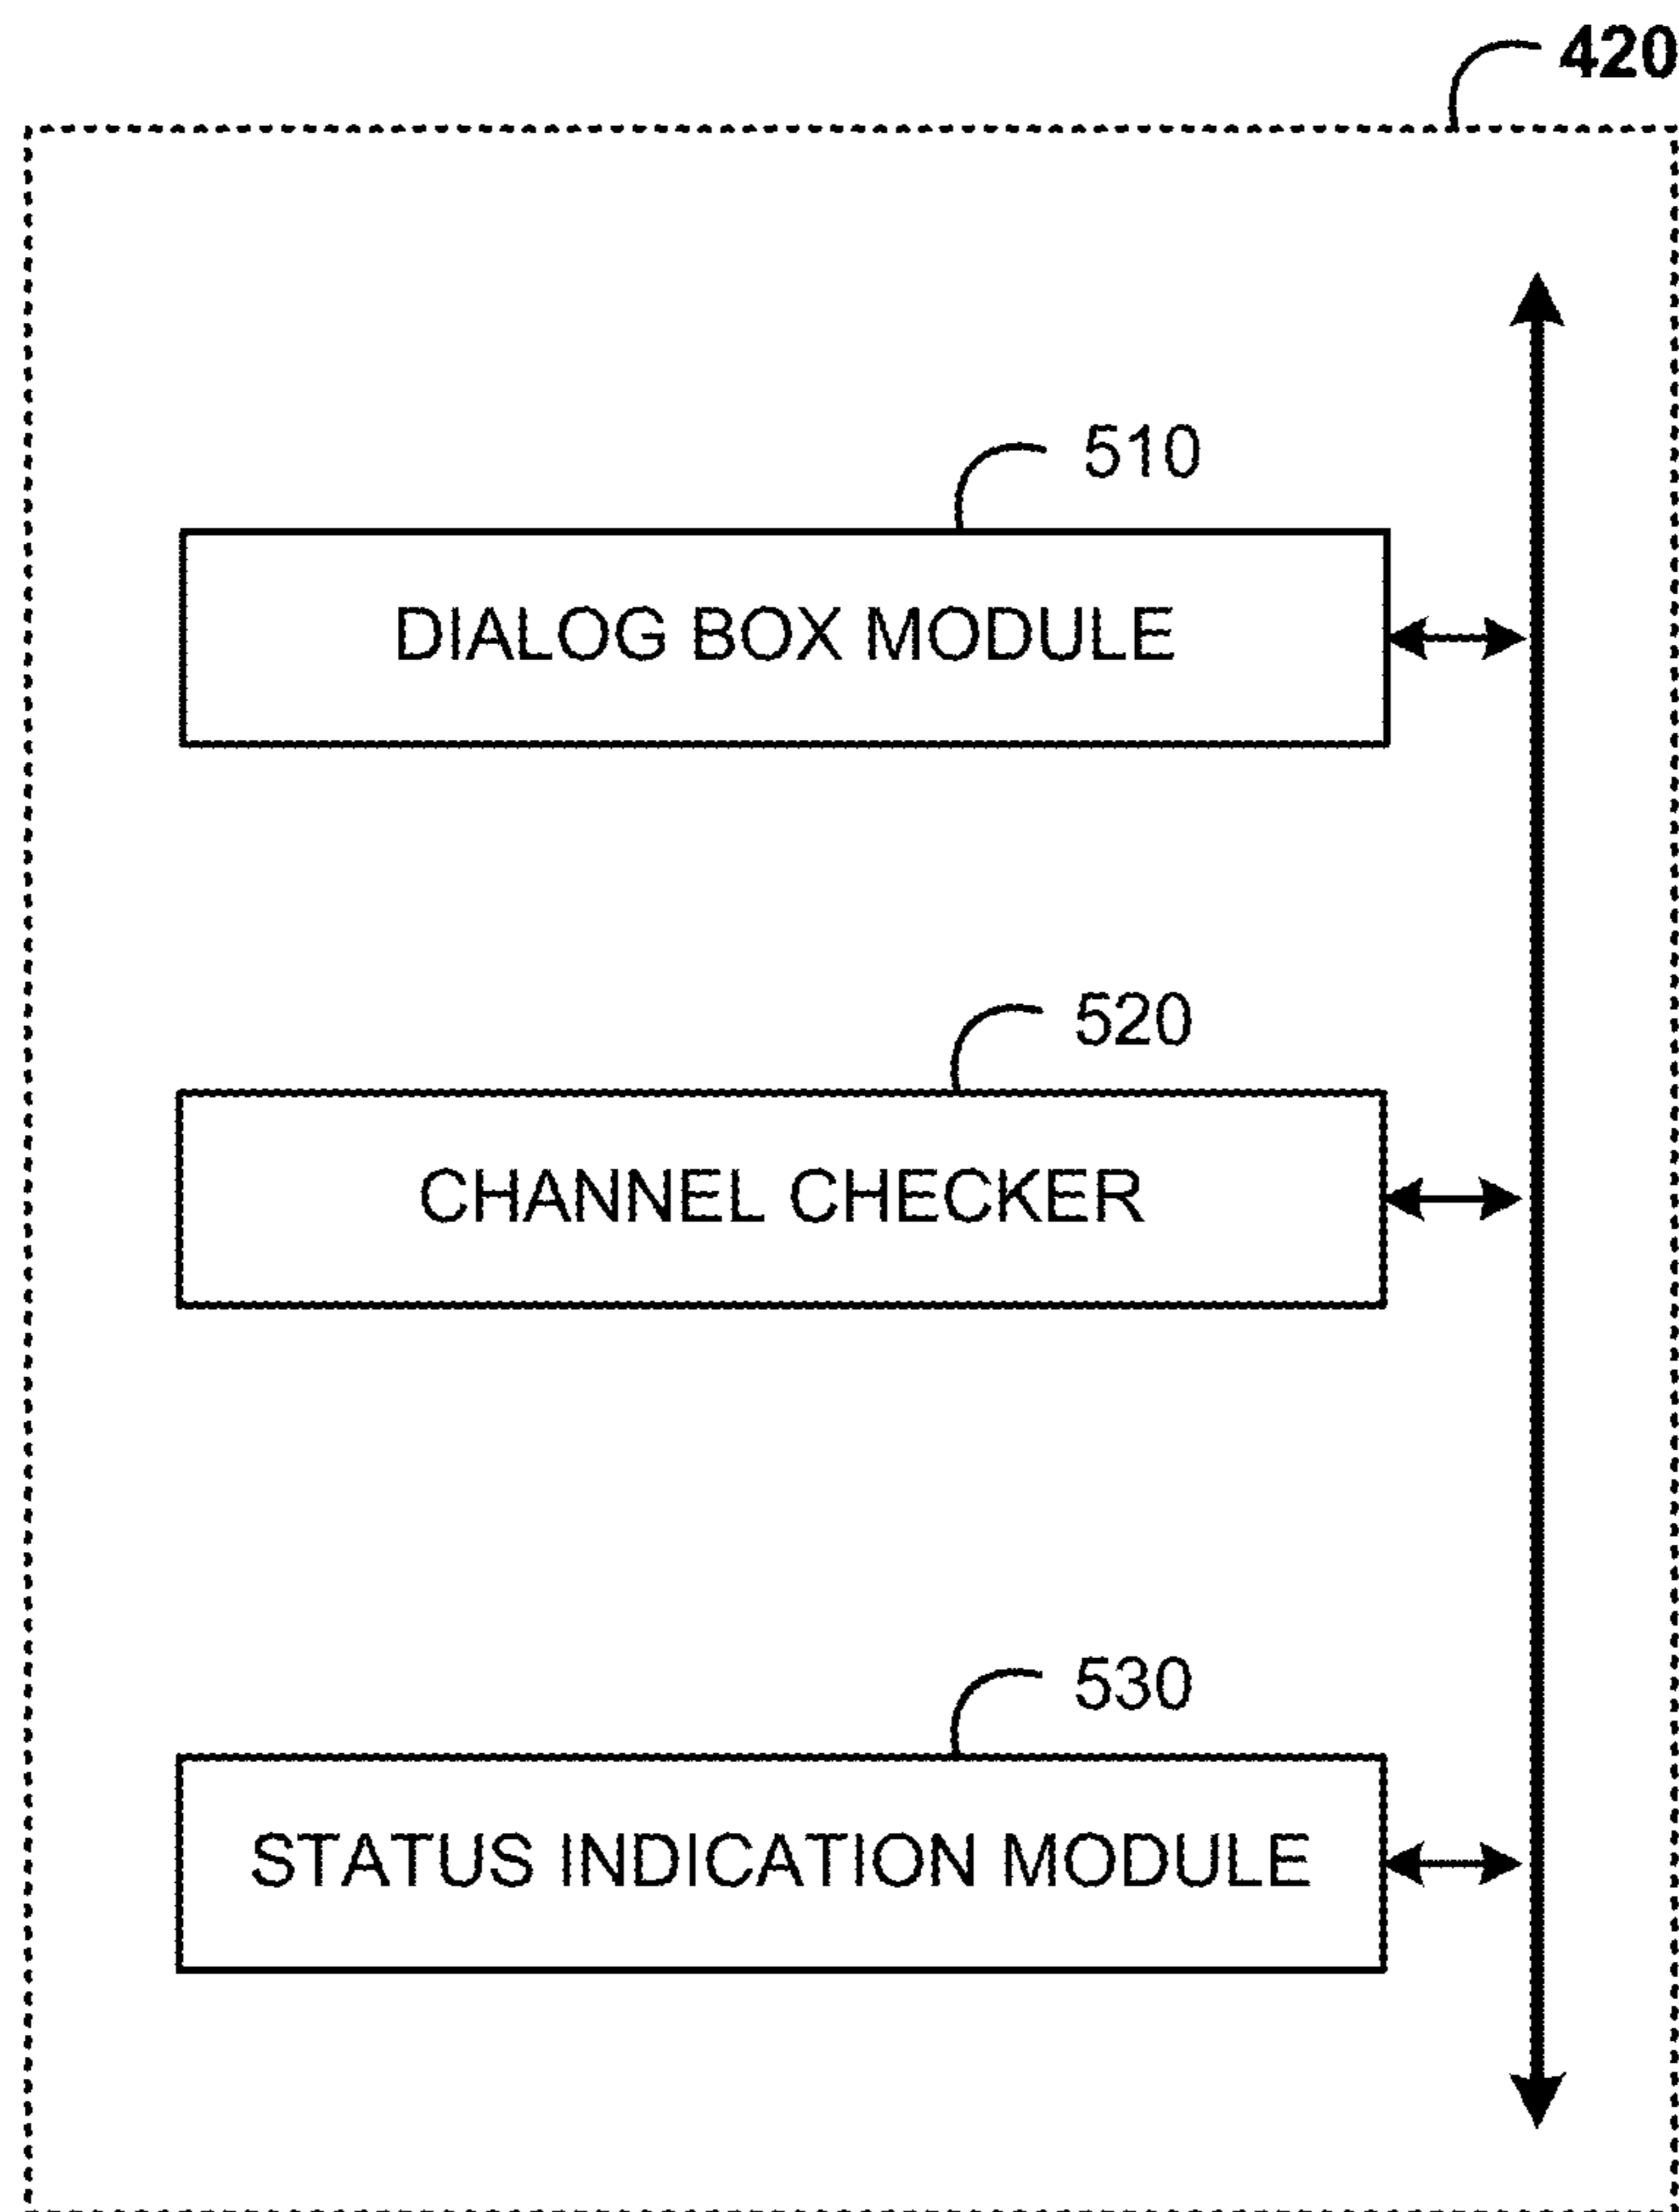 420
510
DIALOG BOX MODULE
520
CHANNEL CHECKER
530
STATUS INDICATION MODULE